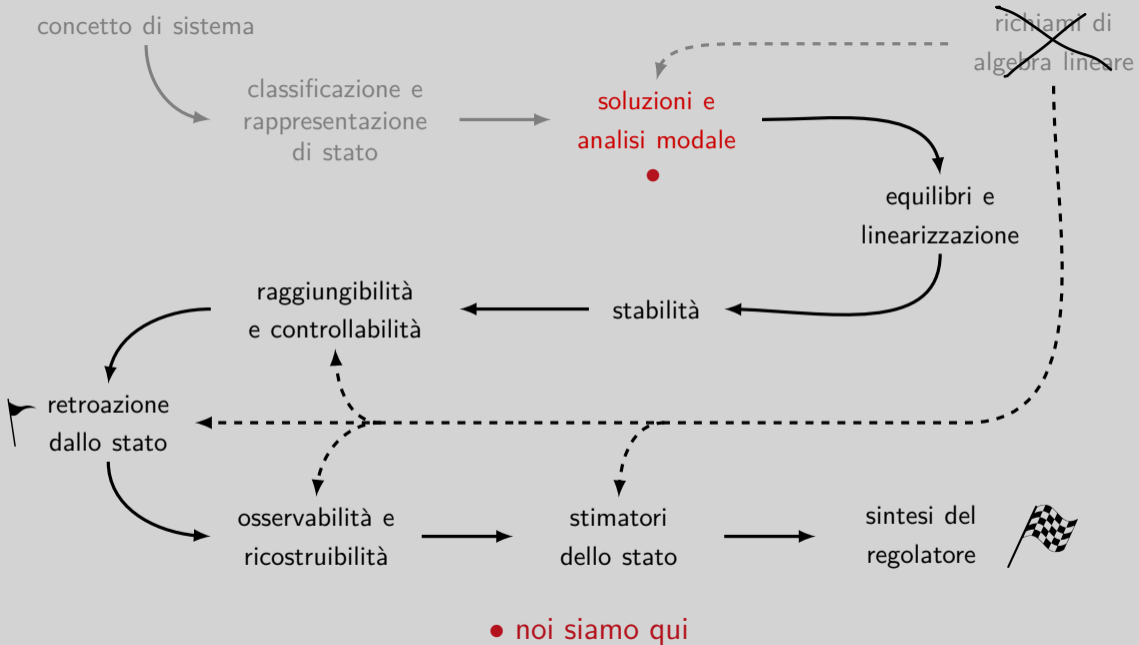 concetto di sistema
richiami di
algebra lineare
classificazione e
rappresentazione
di stato
soluzioni e
analisi modale
equilibri e
linearizzazione
stabilità
raggiungibilità
e controllabilità
retroazione
dallo stato
osservabilità e
ricostruibilità
stimatori
dello stato
sintesi del
regolatore
• noi siamo qui